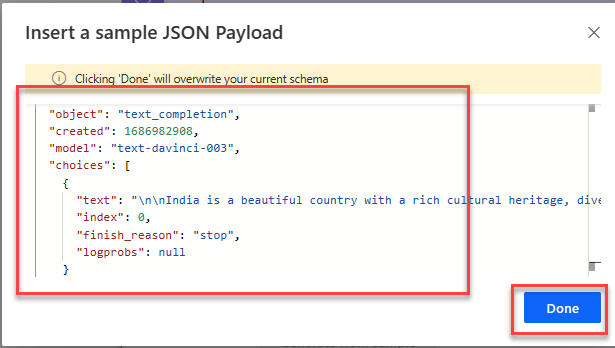 Insert a sample JSON Payload
Clicking 'Done' will overwrite your current schema
"object": "text_completion",
"created": 1686982908,
"model": "text-davinci-003",
"choices": [
{
"text": "\n\nIndia is a beautiful country with a rich cultural heritage, dive
"index": 0,
"finish_reason": "stop",
"logprobs": null
}
Done